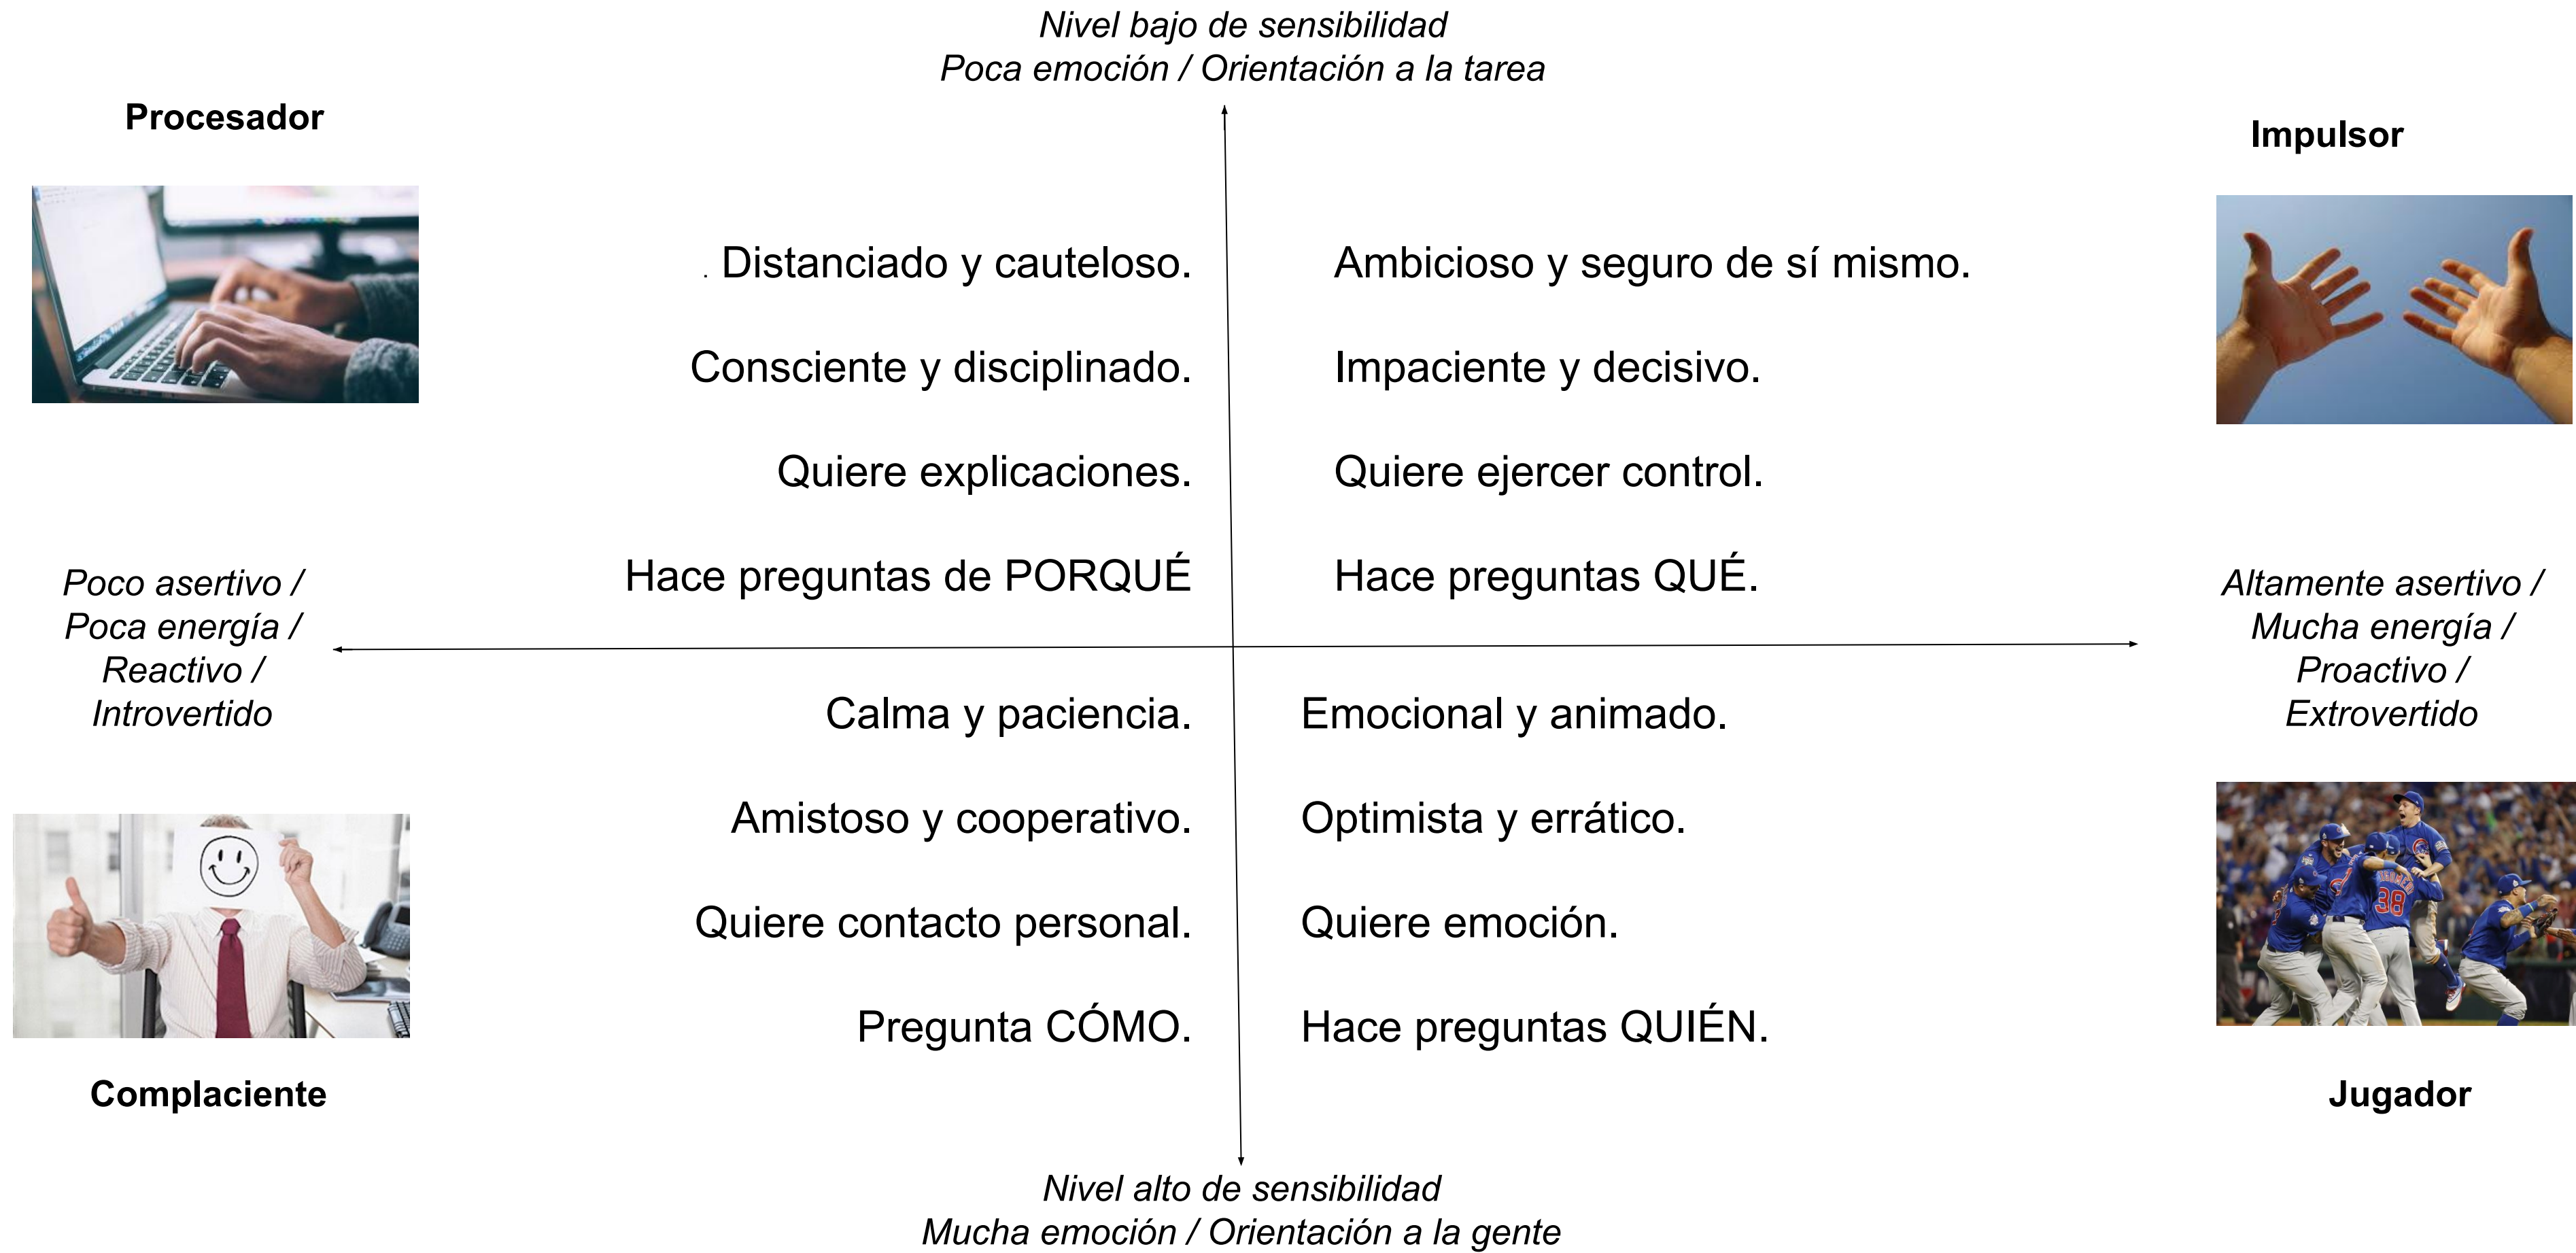 Nivel bajo de sensibilidad
Poca emoción / Orientación a la tarea
Procesador
Impulsor
. Distanciado y cauteloso.
Consciente y disciplinado.
Quiere explicaciones.
Hace preguntas de PORQUÉ
Ambicioso y seguro de sí mismo.
Impaciente y decisivo.
Quiere ejercer control.
Hace preguntas QUÉ.
Poco asertivo /
Poca energía /
Reactivo /
Introvertido
Altamente asertivo /
Mucha energía /
Proactivo /
Extrovertido
Calma y paciencia.
Amistoso y cooperativo.
Quiere contacto personal.
Pregunta CÓMO.
Emocional y animado.
Optimista y errático.
Quiere emoción.
Hace preguntas QUIÉN.
38
Complaciente
Jugador
Nivel alto de sensibilidad
Mucha emoción / Orientación a la gente